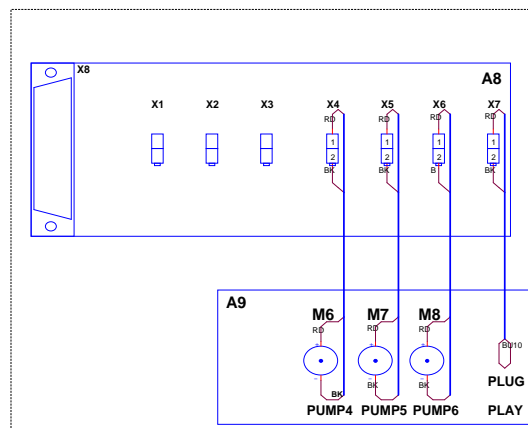 X8
A8
X1 X2 X3 X4 X5 X6 X7
RD RD RD RD
1 1 1 1
2 2 2 2
BK BK B BK
A9
M6 M7 M8
RD RD RD
+ + +
BU10
- - -
BK BK BK
PLUG
PUMP4 PUMP5 PUMP6 PLAY